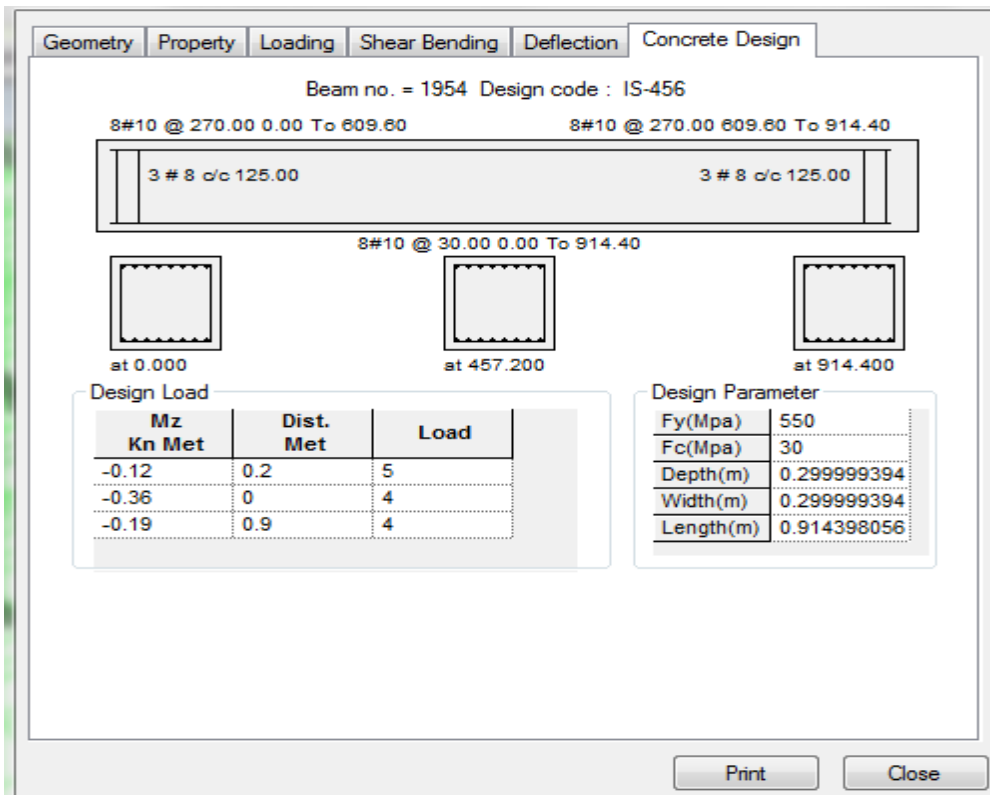 Geometry Property Loading Shear Bending Deflection Concrete Design
Beam no. = 1954 Design code : IS-456
8#10 @ 270.00 0.00 To 609.60 8#10 @ 270.00 609.60 To 914.40
3 # 8 c/c 125.00 3 # 8 c/c 125.00
8#10 @ 30.00 0.00 To 914.40
at 0.000 at 457.200 at 914.400
Design Load
Mz Dist. Load
Kn Met Met
-0.12 0.2 5
-0.36 0 4
-0.19 0.9 4
Design Parameter
Fy(Mpa) 550
Fc(Mpa) 30
Depth(m) 0.299999394
Width(m) 0.299999394
Length(m) 0.914398056
Print Close